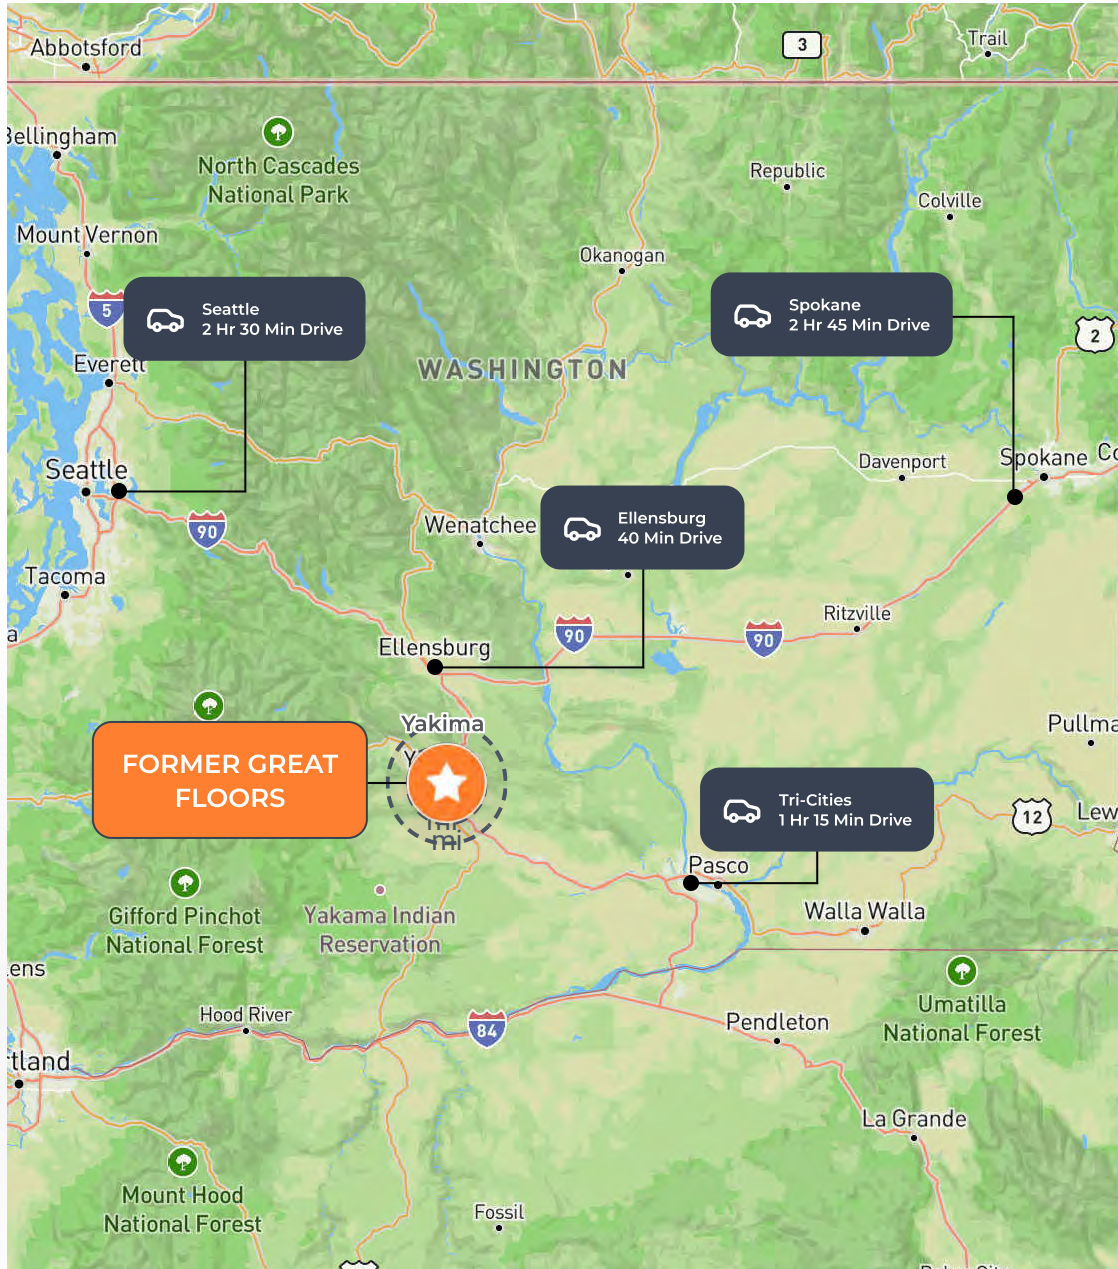 Abbotsford
3
Trail
Bellingham
North Cascades
National Park
Republic
Colville
Mount Vernon
Okanogan
5
Seattle
2 Hr 30 Min Drive
Spokane
2 Hr 45 Min Drive
2
Everett
WASHINGTON
Seattle
Davenport
Spokane
90
Wenatchee
Ellensburg
40 Min Drive
Tacoma
Ritzville
90
90
Ellensburg
Yakima
Pullma
FORMER GREAT
FLOORS
mi
Tri-Cities
1 Hr 15 Min Drive
12
Lew
Pasco
Gifford Pinchot
National Forest
Yakama Indian
Reservation
Walla Walla
ens
Umatilla
National Forest
Hood River
84
Pendleton
rtland
La Grande
Mount Hood
National Forest
Fossil